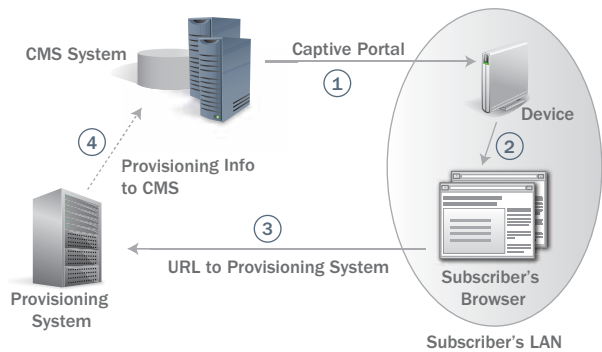 CMS System
Captive Portal
1
Device
2
4
Provisioning Info
to CMS
3
URL to Provisioning System
Provisioning
System
Subscriber's
Browser
Subscriber's LAN